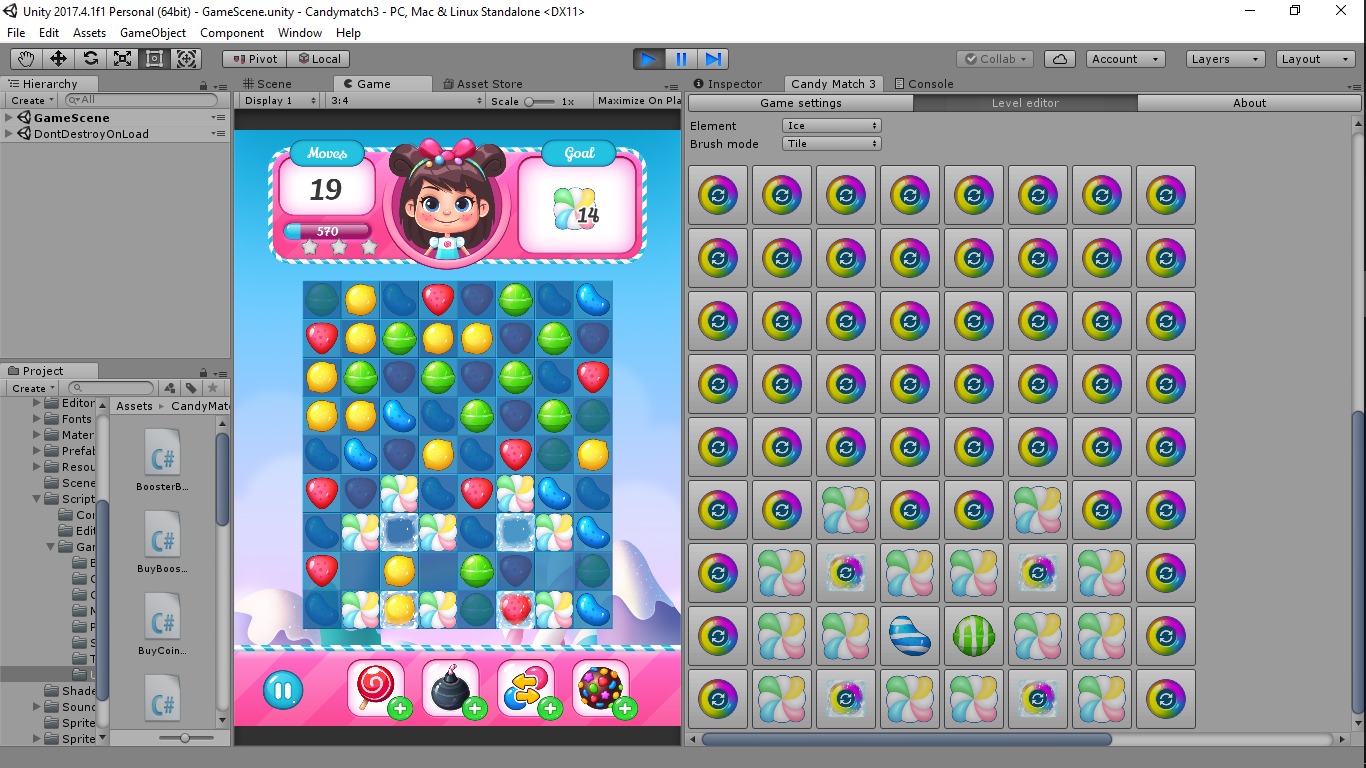 Unity 2017.4.1f1 Personal (64bit) - GameScene.unity - Candymatch3 - PC, Mac & Linux Standalone <DX11>
File Edit Assets GameObject Component Window Help
Pivot Local Collab Account Layers Layout
Hierarchy
Create All
GameScene
DontDestroyOnLoad
Scene Game Asset Store
Display 1 3:4 Scale 1x Maximize On Pla
Moves
19
570
Goal
14
Inspector Candy Match 3 Console
Game settings Level editor About
Element Ice
Brush mode Tile
Project
Create
Editor
Fonts
Mater
Prefab
Resou
Scene
Script
Cor
Edit
Gam
Shade
Sound
Sprite
Sprite
Assets CandyMat
C#
BoosterB...
C#
BuyBoos...
C#
BuyCoin...
C#